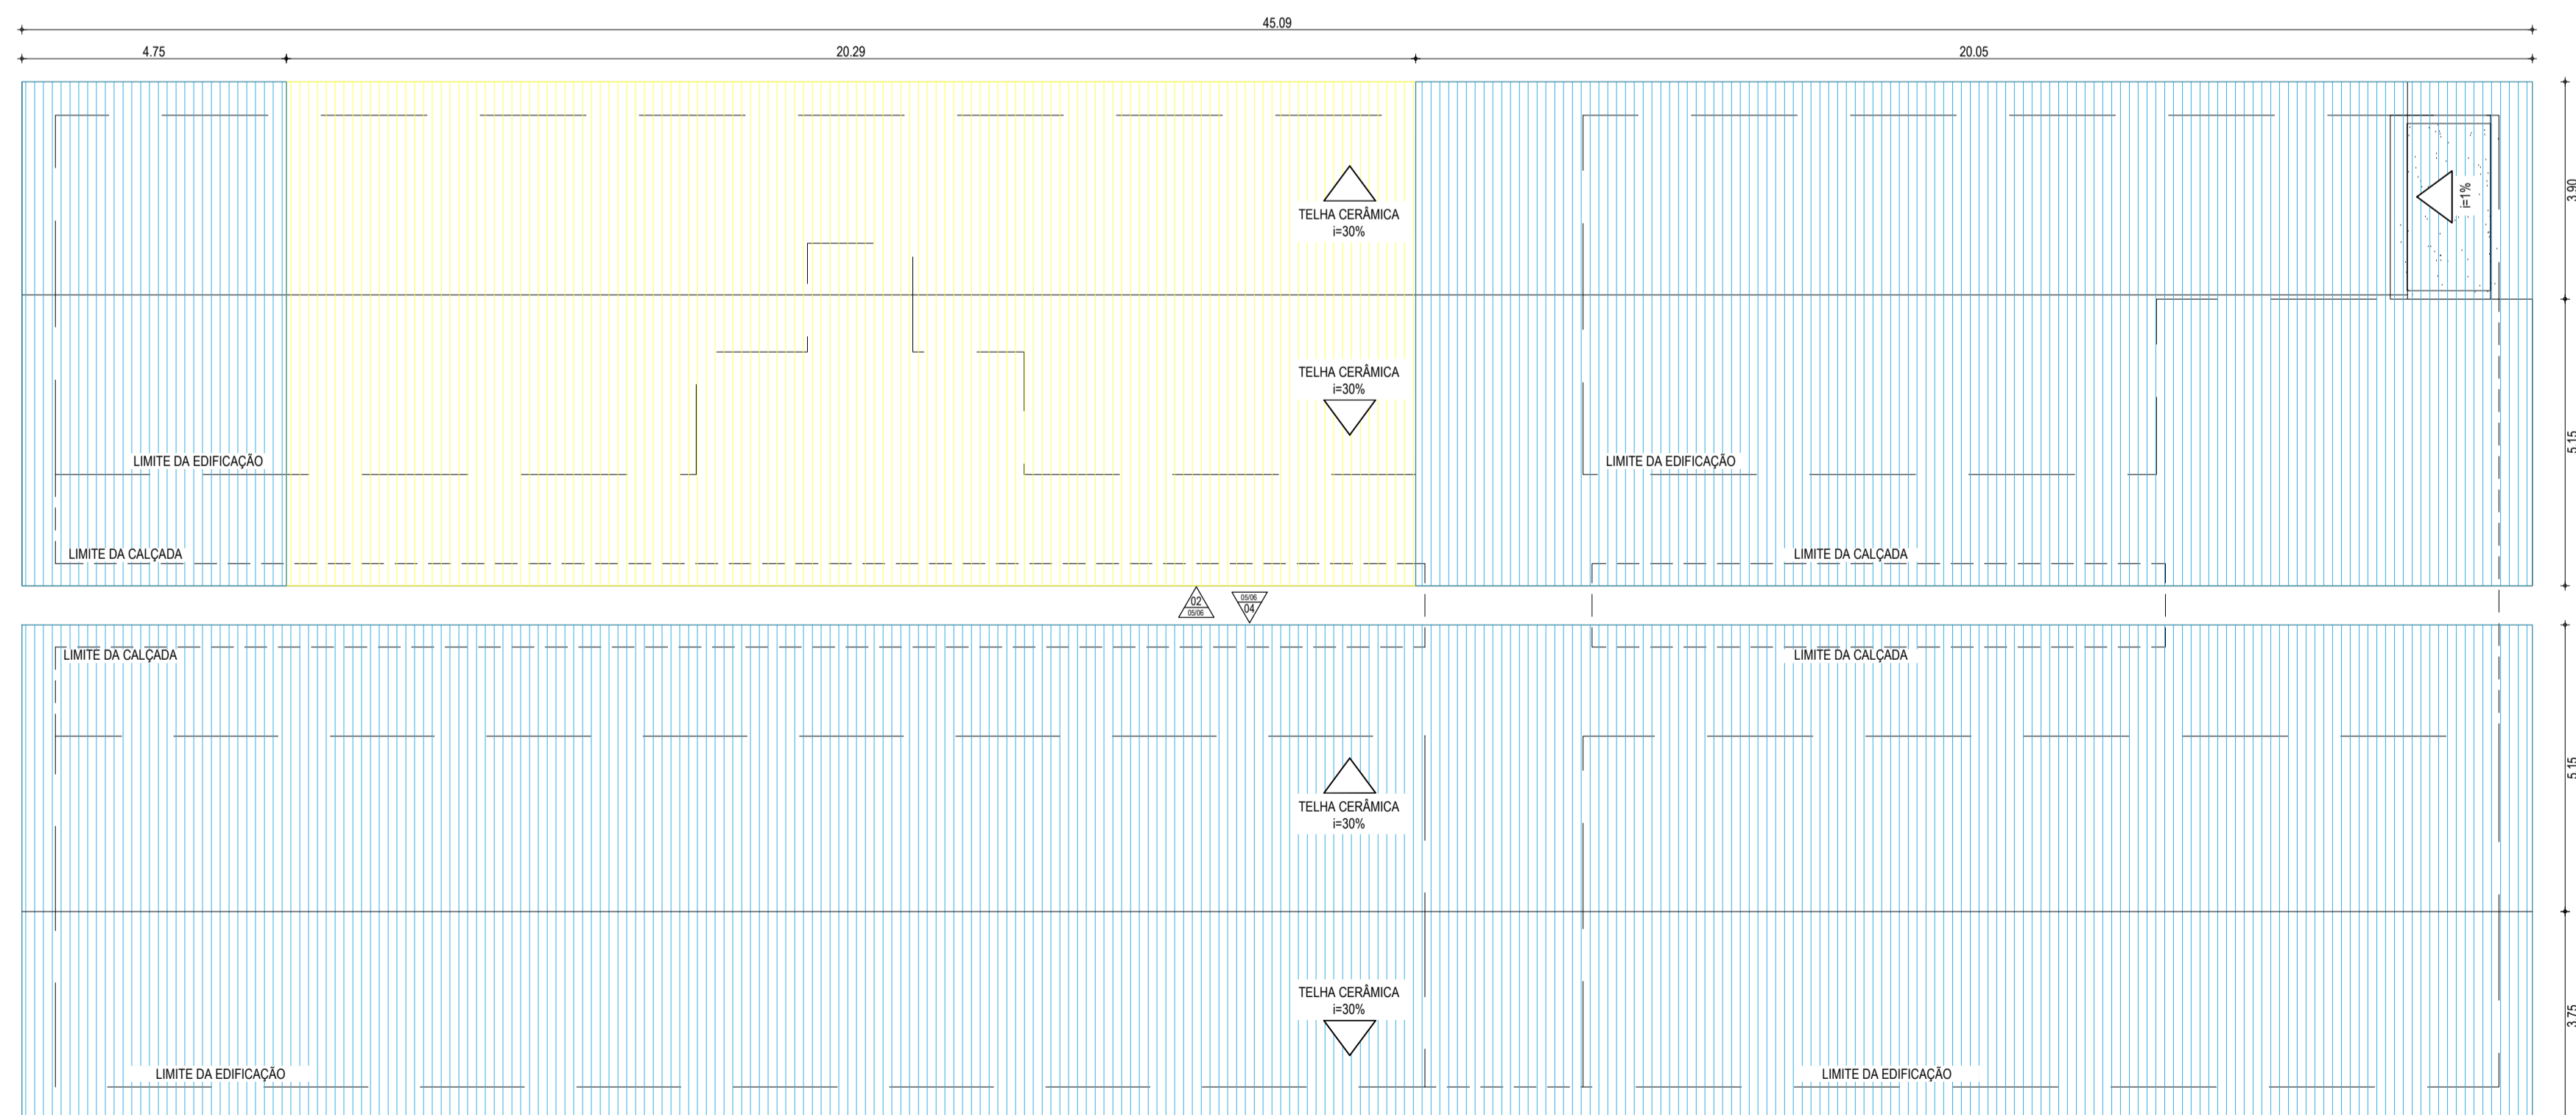 45.09
4.75
20.29
20.05
3.90
i=1%
TELHA CERÂMICA
i=30%
TELHA CERÂMICA
i=30%
5.15
LIMITE DA EDIFICAÇÃO
LIMITE DA EDIFICAÇÃO
LIMITE DA CALÇADA
LIMITE DA CALÇADA
02
05/06
05/06
04
LIMITE DA CALÇADA
LIMITE DA CALÇADA
5.15
TELHA CERÂMICA
i=30%
TELHA CERÂMICA
i=30%
3.75
LIMITE DA EDIFICAÇÃO
LIMITE DA EDIFICAÇÃO